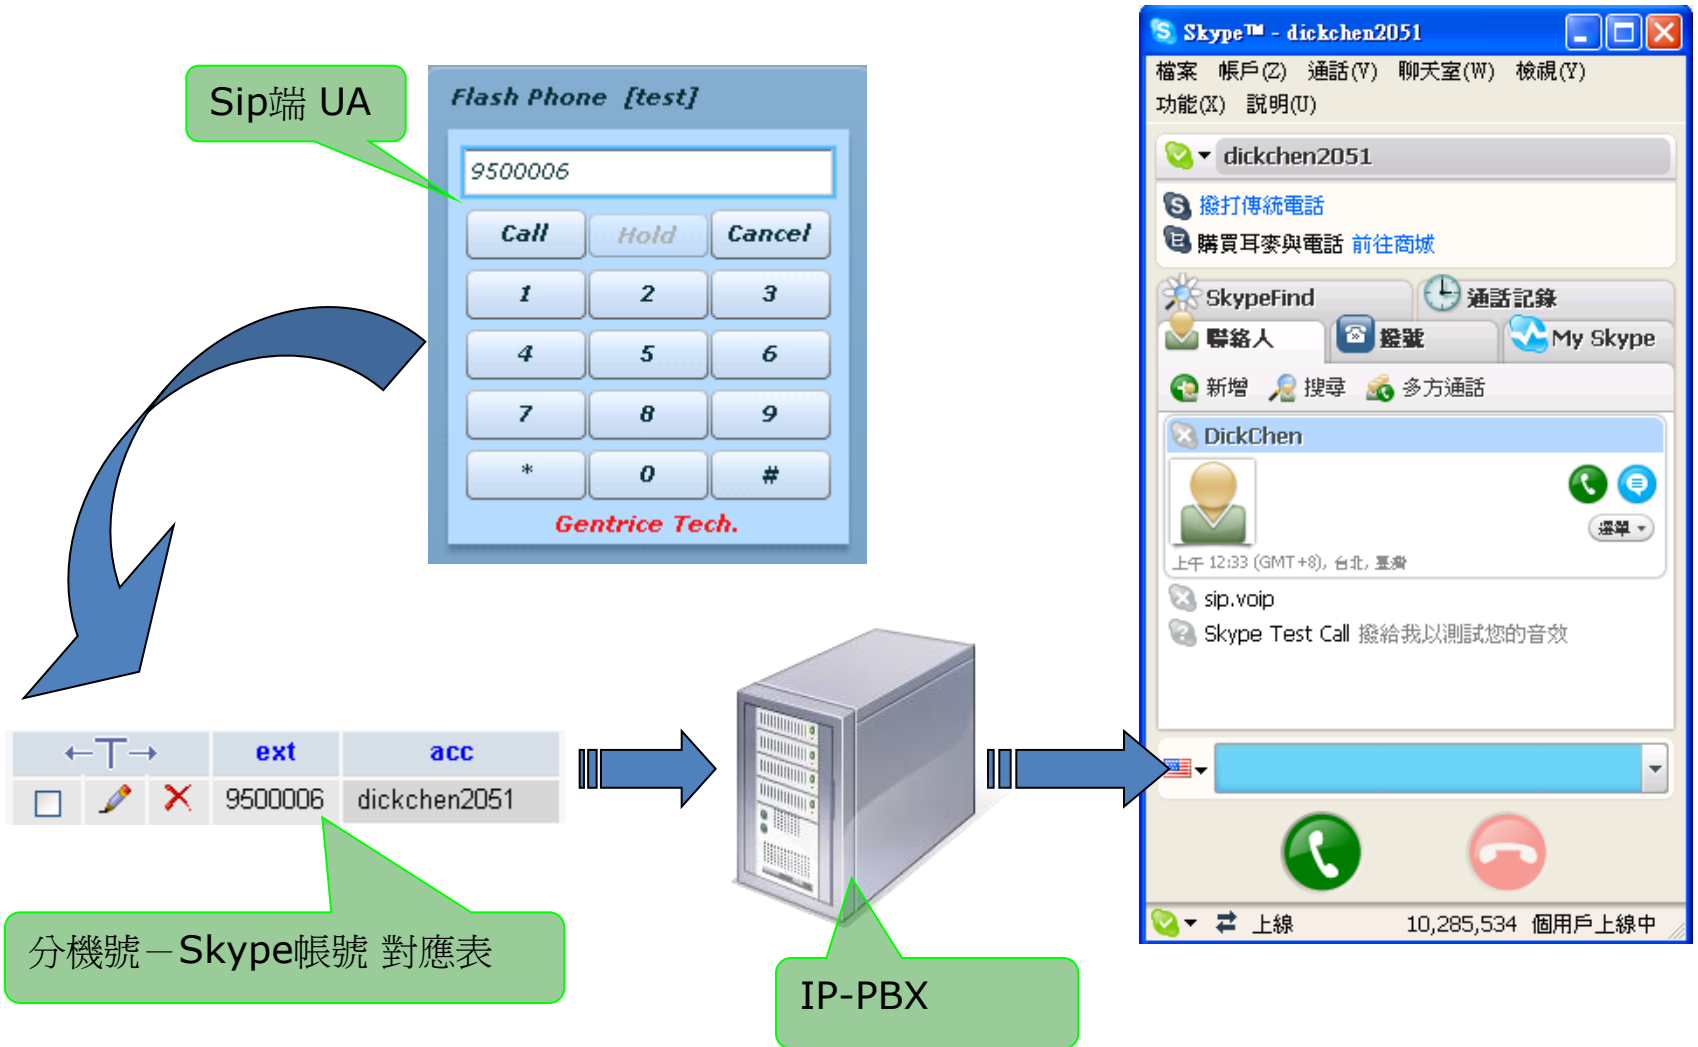 Sip端 UA
Flash Phone [test]
9500006
Call Hold Cancel
1 2 3
4 5 6
7 8 9
* 0 #
Gentrice Tech.
←T→ ext acc
9500006 dickchen2051
分機號－Skype帳號 對應表
IP-PBX
Skype™ - dickchen2051
檔案 帳戶(Z) 通話(V) 聊天室(W) 檢視(Y)
功能(X) 說明(U)
dickchen2051
撥打傳統電話
購買耳麥與電話 前往商城
SkypeFind 通話記錄
聯絡人 撥號 My Skype
新增 搜尋 多方通話
DickChen
選單
上午 12:33 (GMT+8), 台北, 臺灣
sip.voip
Skype Test Call 撥給我以測試您的音效
上線 10,285,534 個用戶上線中